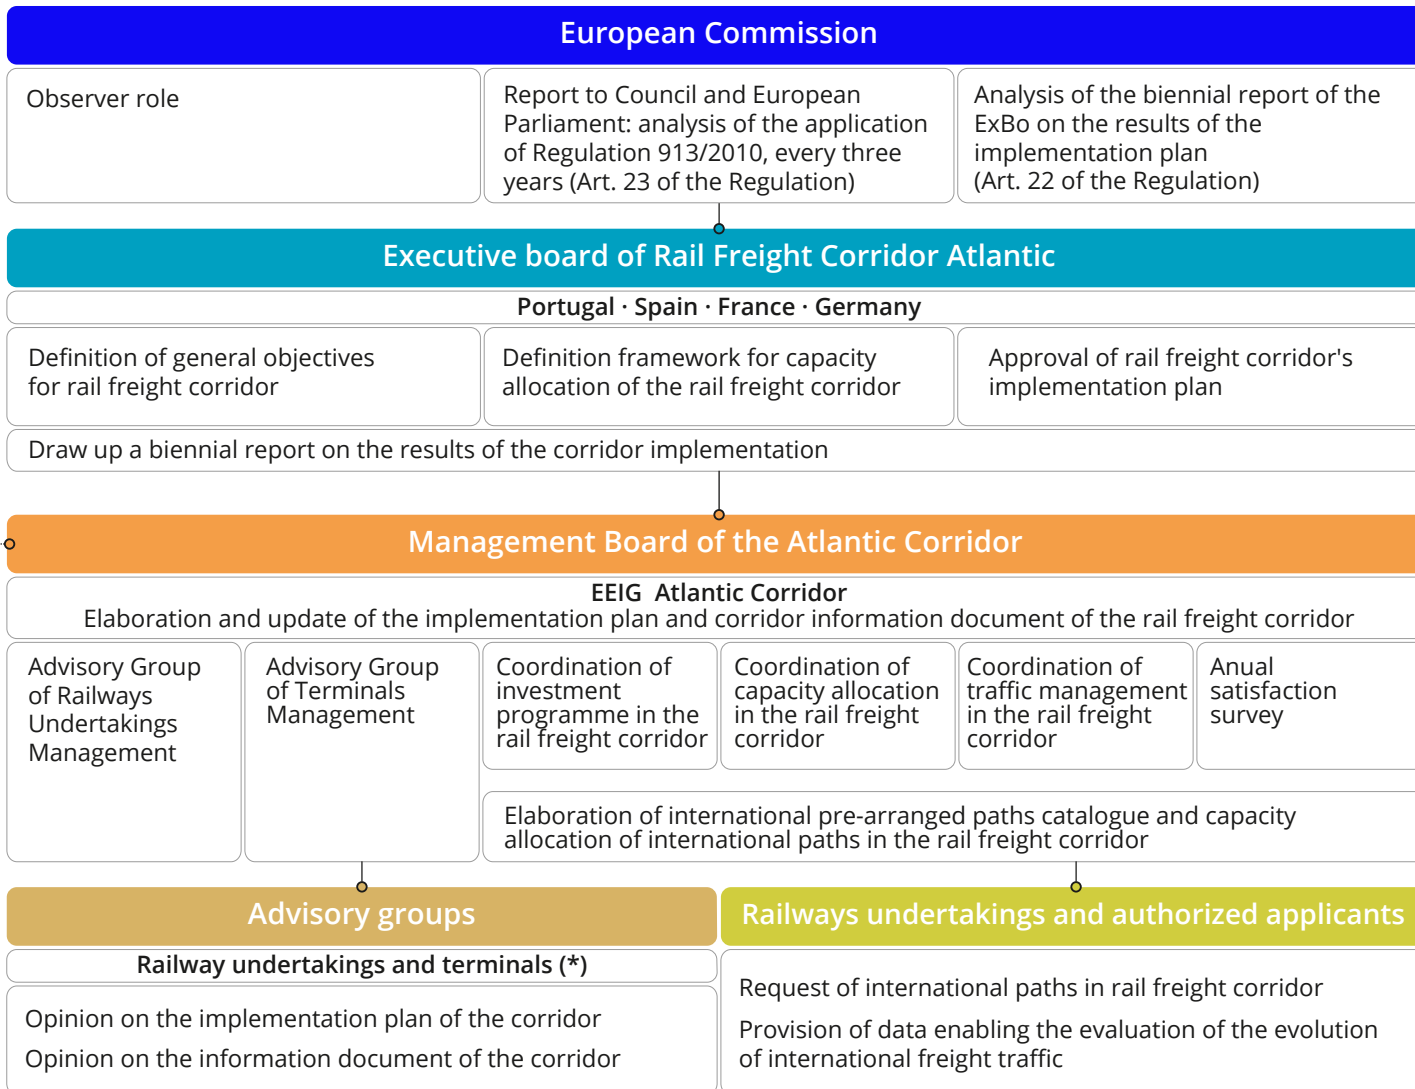 European Commission
Observer role
Report to Council and European
Parliament: analysis of the application
of Regulation 913/2010, every three
years (Art. 23 of the Regulation)
Analysis of the biennial report of the
ExBo on the results of the
implementation plan
(Art. 22 of the Regulation)
Executive board of Rail Freight Corridor Atlantic
Portugal · Spain · France · Germany
Definition of general objectives
for rail freight corridor
Definition framework for capacity
allocation of the rail freight corridor
Approval of rail freight corridor's
implementation plan
Draw up a biennial report on the results of the corridor implementation
Management Board of the Atlantic Corridor
EEIG Atlantic Corridor
Elaboration and update of the implementation plan and corridor information document of the rail freight corridor
Advisory Group
of Railways
Undertakings
Management
Advisory Group
of Terminals
Management
Coordination of
investment
programme in the
rail freight corridor
Coordination of
capacity allocation
in the rail freight
corridor
Coordination of
traffic management
in the rail freight
corridor
Anual
satisfaction
survey
Elaboration of international pre-arranged paths catalogue and capacity
allocation of international paths in the rail freight corridor
Advisory groups
Railway undertakings and terminals (*)
Opinion on the implementation plan of the corridor
Opinion on the information document of the corridor
Railways undertakings and authorized applicants
Request of international paths in rail freight corridor
Provision of data enabling the evaluation of the evolution
of international freight traffic